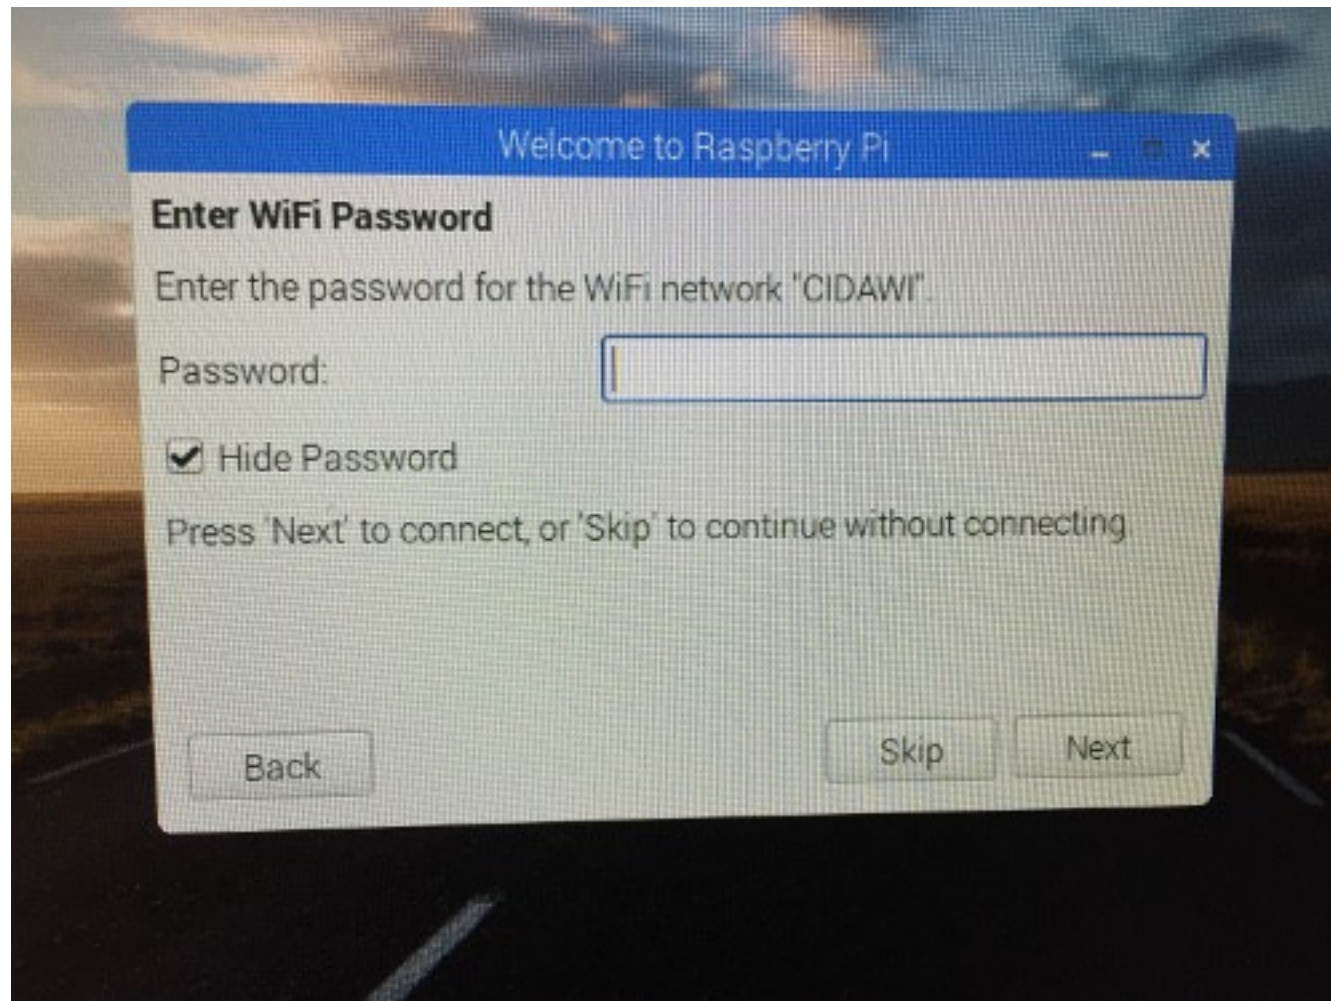 Welcome to Raspberry Pi
Enter WiFi Password
Enter the password for the WiFi network "CIDAWI".
Password:
Hide Password
Press 'Next' to connect, or 'Skip' to continue without connecting
Back
Skip
Next